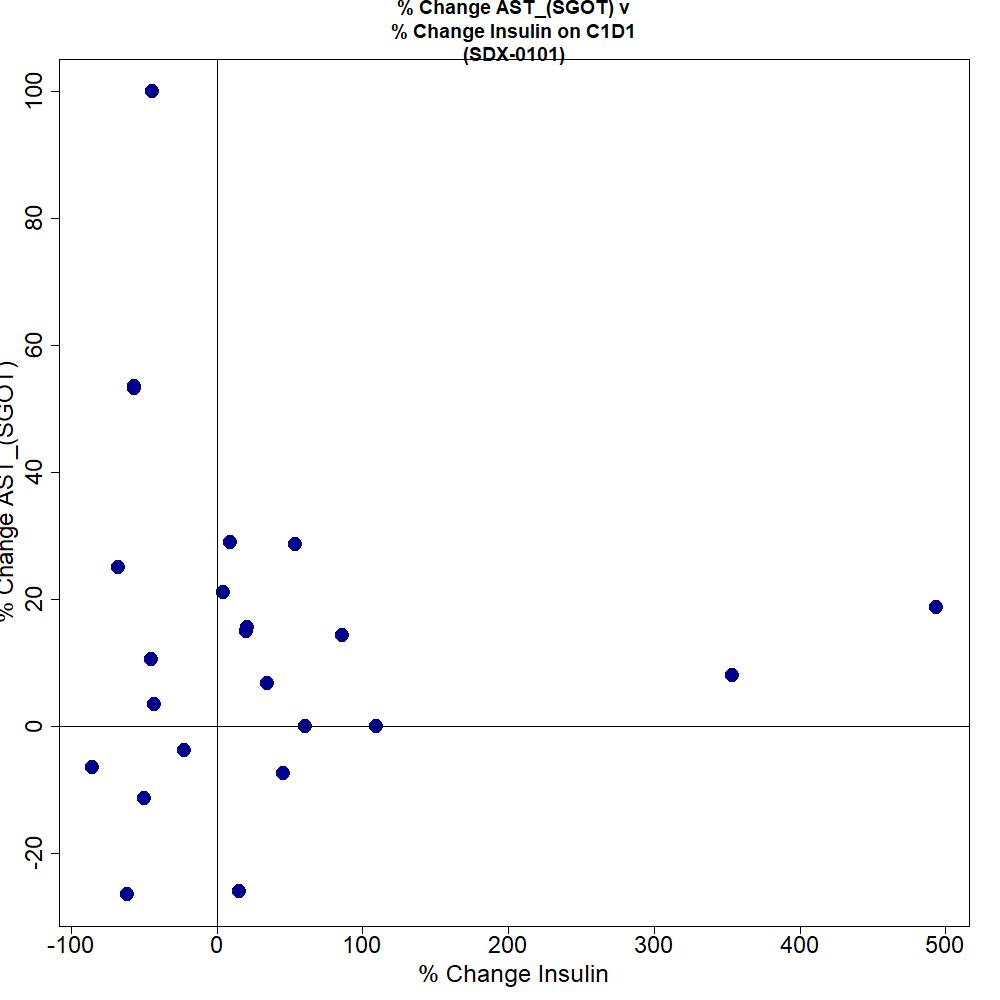 % Change AST_(SGOT) v
% Change Insulin on C1D1
(SDX-0101)
100
80
60
40
20
0
-20
% Change AST_(SGOT)
-100 0 100 200 300 400 500
% Change Insulin